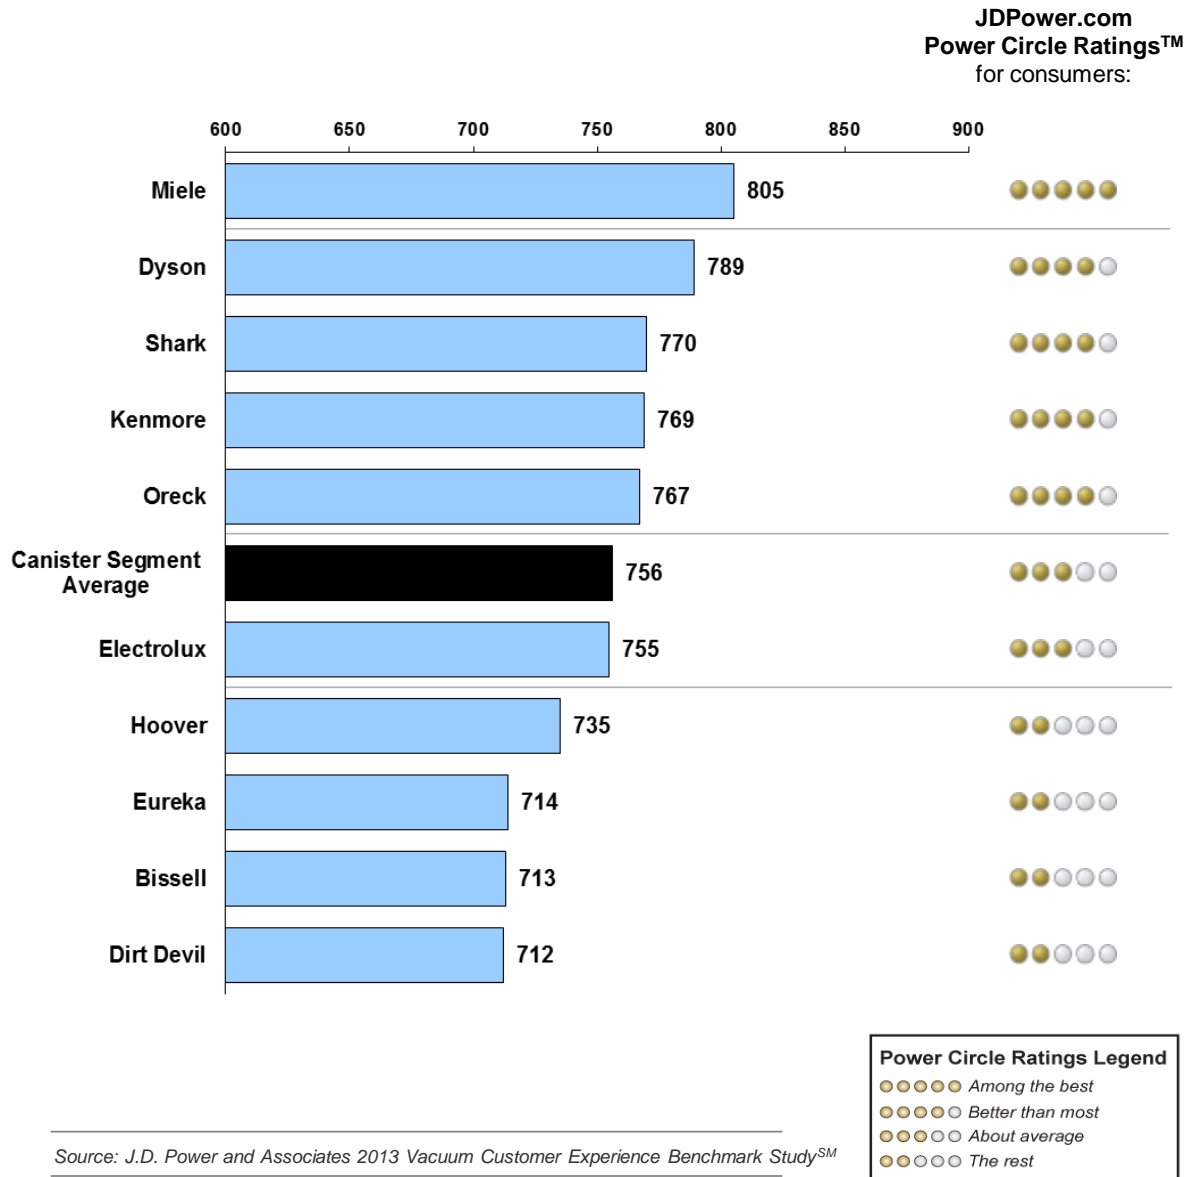 JDPower.com
Power Circle Ratings™
for consumers:
600 650 700 750 800 850 900
Miele 805
Dyson 789
Shark 770
Kenmore 769
Oreck 767
Canister Segment
Average 756
Electrolux 755
Hoover 735
Eureka 714
Bissell 713
Dirt Devil 712
Power Circle Ratings Legend
Among the best
Better than most
About average
The rest
Source: J.D. Power and Associates 2013 Vacuum Customer Experience Benchmark Study℠